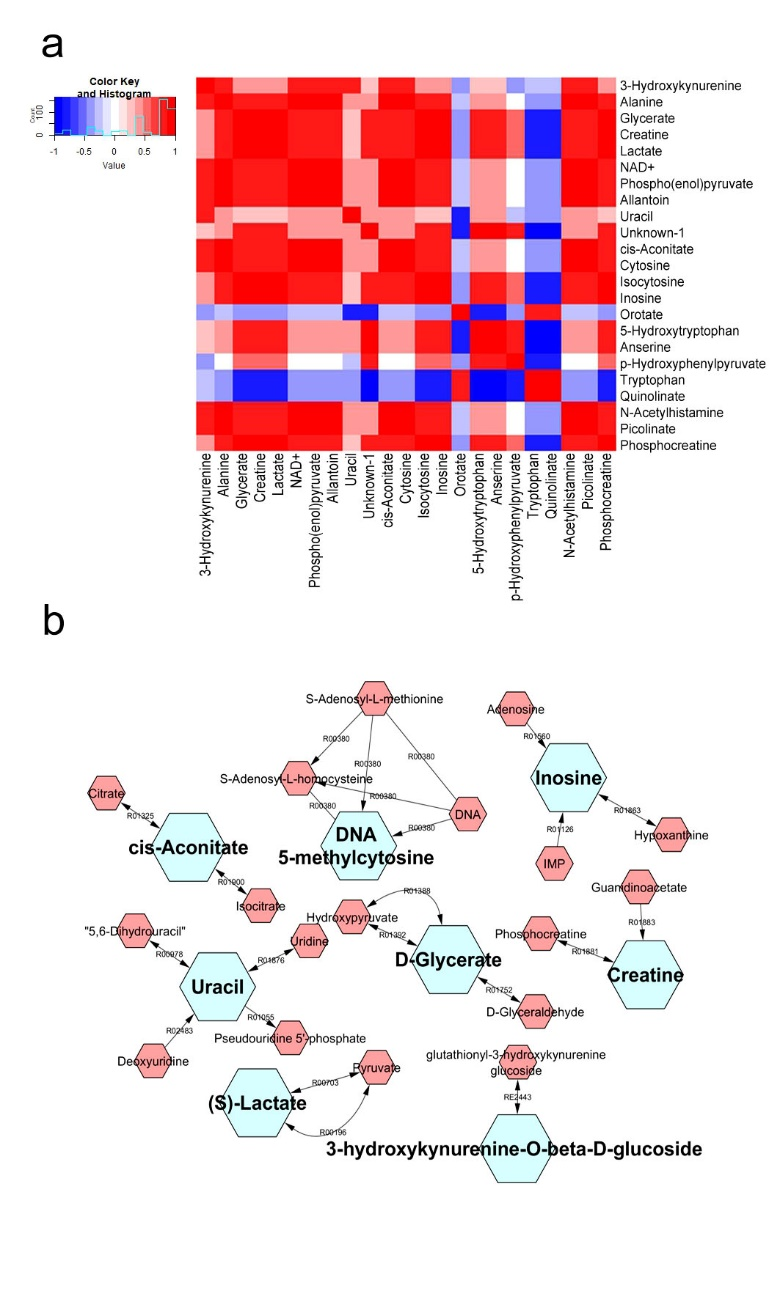 a
Color Key
and Histogram
Count
0 100
-1 -0.5 0 0.5 1
Value
3-Hydroxykynurenine
Alanine
Glycerate
Creatine
Lactate
NAD+
Phospho(enol)pyruvate
Allantoin
Uracil
Unknown-1
cis-Aconitate
Cytosine
Isocytosine
Inosine
Orotate
5-Hydroxytryptophan
Anserine
p-Hydroxyphenylpyruvate
Tryptophan
Quinolinate
N-Acetylhistamine
Picolinate
Phosphocreatine
3-Hydroxykynurenine
Alanine
Glycerate
Creatine
Lactate
NAD+
Phospho(enol)pyruvate
Allantoin
Uracil
Unknown-1
cis-Aconitate
Cytosine
Isocytosine
Inosine
Orotate
5-Hydroxytryptophan
Anserine
p-Hydroxyphenylpyruvate
Tryptophan
Quinolinate
N-Acetylhistamine
Picolinate
Phosphocreatine
b
S-Adenosyl-L-methionine
R00380
R00380
R00380
S-Adenosyl-L-homocysteine
R00380
R00380
DNA
R00380
DNA
5-methylcytosine
Adenosine
R01560
Inosine
R01863
Hypoxanthine
R01126
IMP
Citrate
R01325
cis-Aconitate
R01900
Isocitrate
Guanidinoacetate
R01883
Phosphocreatine
R01881
Creatine
R01388
Hydroxypyruvate
R01392
D-Glycerate
R01752
D-Glyceraldehyde
"5,6-Dihydrouracil"
R00978
Uridine
R01876
Uracil
R01055
Pseudouridine 5'-phosphate
R02483
Deoxyuridine
Pyruvate
R00703
(S)-Lactate
R00196
glutathionyl-3-hydroxykynurenine
glucoside
RE2443
3-hydroxykynurenine-O-beta-D-glucoside